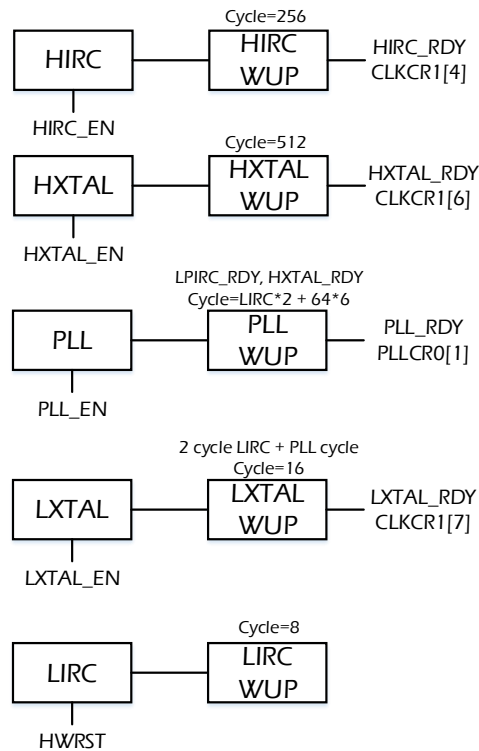 Cycle=256
HIRC
HIRC
WUP
HIRC_RDY
CLKCR1[4]
HIRC_EN
Cycle=512
HXTAL
HXTAL
WUP
HXTAL_RDY
CLKCR1[6]
HXTAL_EN
LPIRC_RDY, HXTAL_RDY
Cycle=LIRC*2 + 64*6
PLL
PLL
WUP
PLL_RDY
PLLCR0[1]
PLL_EN
2 cycle LIRC + PLL cycle
Cycle=16
LXTAL
LXTAL
WUP
LXTAL_RDY
CLKCR1[7]
LXTAL_EN
Cycle=8
LIRC
LIRC
WUP
HWRST